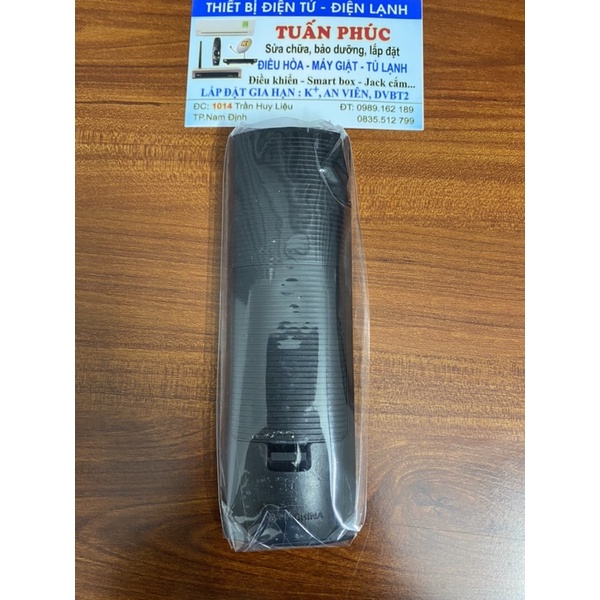 THIẾT BỊ ĐIỆN TỬ - ĐIỆN LẠNH
TUẤN PHÚC
Sửa chữa, bảo dưỡng, lắp đặt
ĐIỀU HÒA - MÁY GIẶT - TỦ LẠNH
Điều khiển - Smart box - Jack cắm...
LẮP ĐẶT GIA HẠN : K+, AN VIÊN, DVBT2
ĐC: 1014 Trần Huy Liệu
TP.Nam Định
ĐT: 0989.162 189
0835.512 799
CHINA